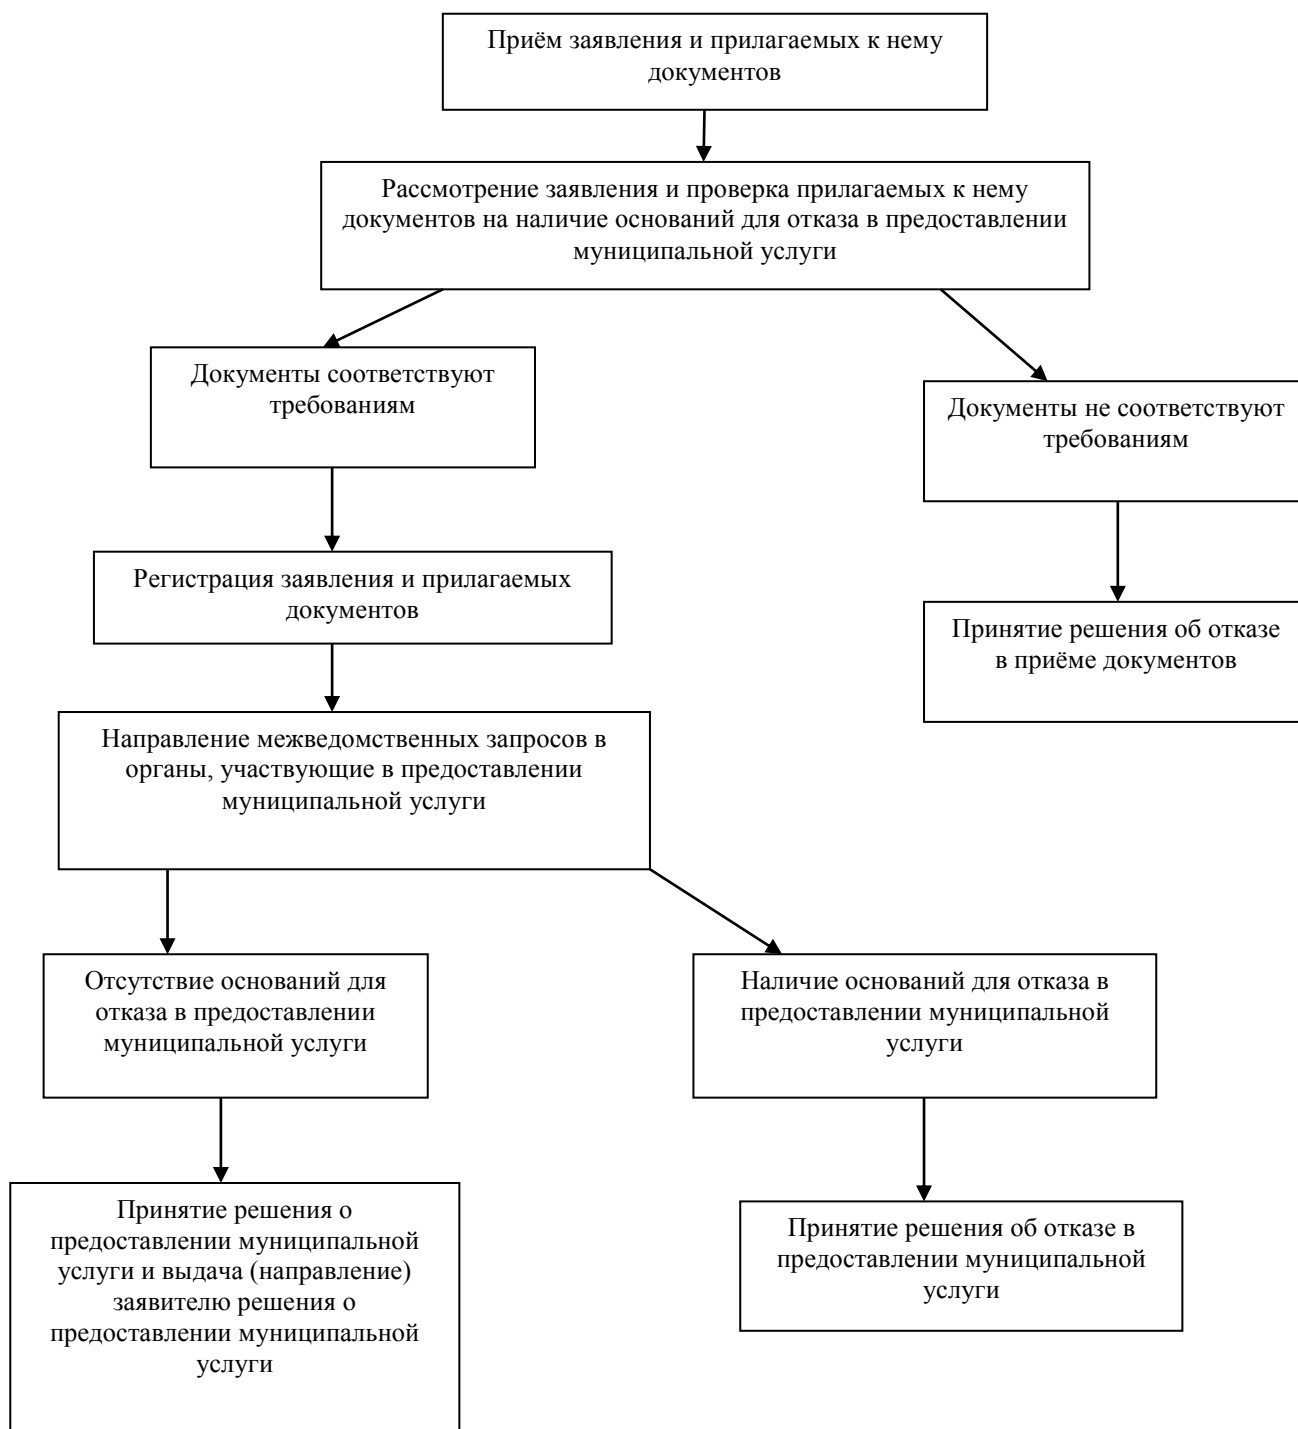 Приём заявления и прилагаемых к нему
документов
Рассмотрение заявления и проверка прилагаемых к нему
документов на наличие оснований для отказа в предоставлении
муниципальной услуги
Документы соответствуют
требованиям
Документы не соответствуют
требованиям
Регистрация заявления и прилагаемых
документов
Принятие решения об отказе
в приёме документов
Направление межведомственных запросов в
органы, участвующие в предоставлении
муниципальной услуги
Отсутствие оснований для
отказа в предоставлении
муниципальной услуги
Наличие оснований для отказа в
предоставлении муниципальной
услуги
Принятие решения о
предоставлении муниципальной
услуги и выдача (направление)
заявителю решения о
предоставлении муниципальной
услуги
Принятие решения об отказе в
предоставлении муниципальной
услуги